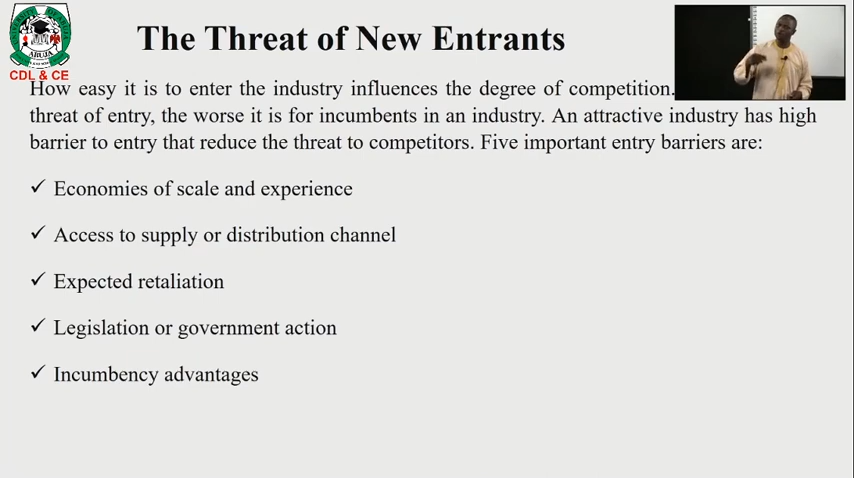 The Threat of New Entrants
ABUJA
CDL & CE
How easy it is to enter the industry influences the degree of competition.
threat of entry, the worse it is for incumbents in an industry. An attractive industry has high
barrier to entry that reduce the threat to competitors. Five important entry barriers are:
✓ Economies of scale and experience
✓ Access to supply or distribution channel
✓ Expected retaliation
✓ Legislation or government action
✓ Incumbency advantages